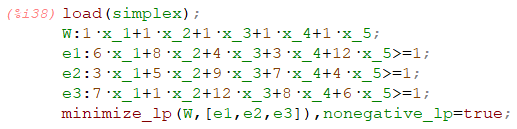 (%i38) load(simplex);
W:1·x_1+1·x_2+1·x_3+1·x_4+1·x_5;
e1:6·x_1+8·x_2+4·x_3+3·x_4+12·x_5>=1;
e2:3·x_1+5·x_2+9·x_3+7·x_4+4·x_5>=1;
e3:7·x_1+1·x_2+12·x_3+8·x_4+6·x_5>=1;
minimize_lp(W,[e1,e2,e3]),nonegative_lp=true;